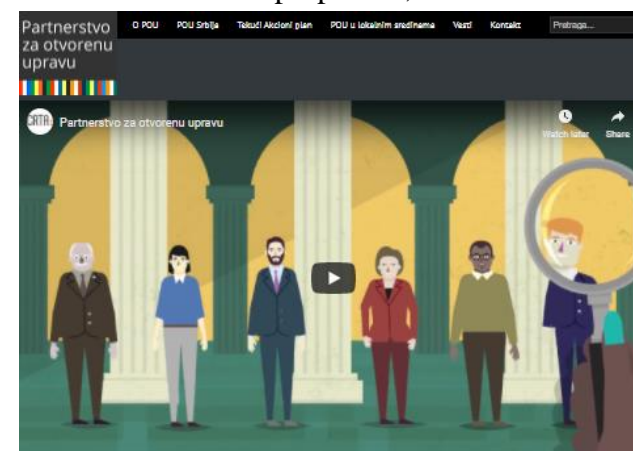 Partnerstvo
za otvorenu
upravu
O POU POU Srbija Tekući Akcioni plan POU u lokalnim sredinama Vesti Kontakt Pretraga...
CRTA:
Partnerstvo za otvorenu upravu
Watch later Share